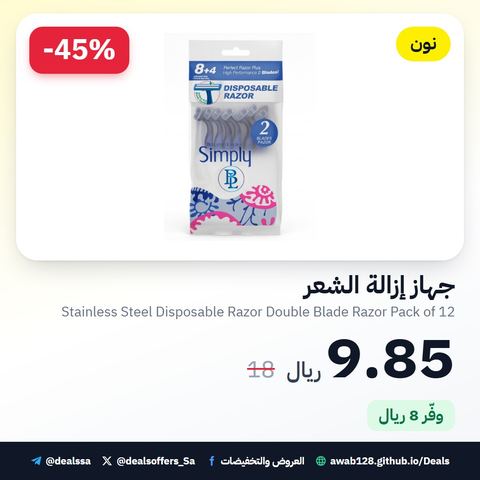 -45%
نون
8+4
Perfect Razor Plus
High Performance 2 Blades!
DISPOSABLE
RAZOR
2
BLADES
RAZOR
Simply
BL
جهاز إزالة الشعر
Stainless Steel Disposable Razor Double Blade Razor Pack of 12
9.85 ريال 18
وفّر 8 ريال
@dealssa @dealsoffers_Sa العروض والتخفيضات awab128.github.io/Deals